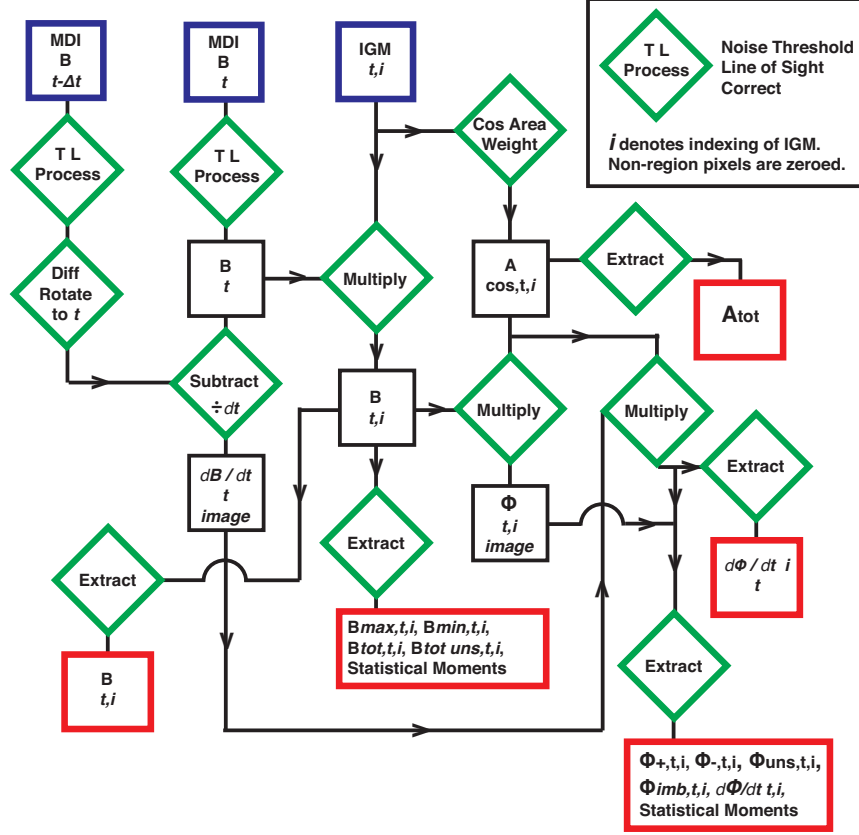 MDI
B
t-Δt
MDI
B
t
IGM
t,i
T L
Process
Noise Threshold
Line of Sight
Correct
i denotes indexing of IGM.
Non-region pixels are zeroed.
Cos Area
Weight
T L
Process
T L
Process
Diff
Rotate
to t
B
t
Multiply
A
cos,t,i
Extract
Atot
Subtract
÷dt
B
t,i
Multiply
Multiply
dB / dt
t
image
Extract
Φ
t,i
image
Extract
dΦ / dt i
t
Extract
B
t,i
Bmax,t,i, Bmin,t,i,
Btot,t,i, Btot uns,t,i,
Statistical Moments
Extract
Φ+,t,i, Φ-,t,i, Φuns,t,i,
Φimb,t,i, dΦ/dt t,i,
Statistical Moments